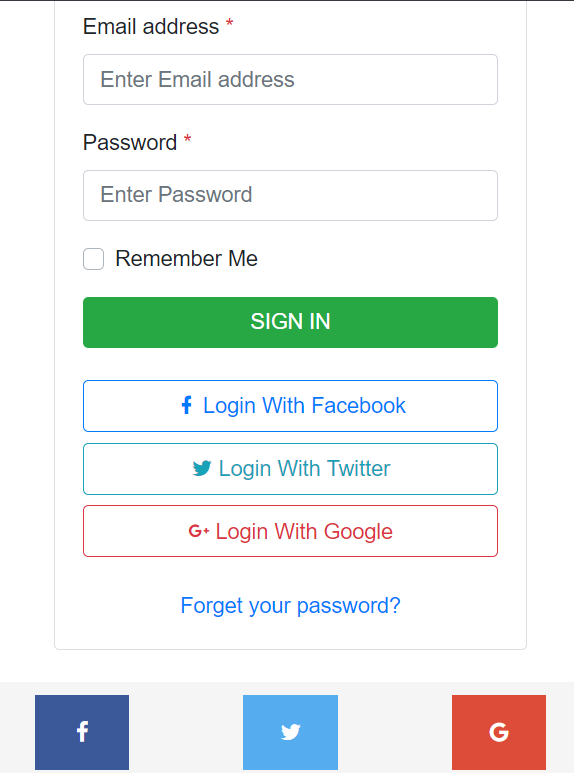 Email address *
Enter Email address
Password *
Enter Password
Remember Me
SIGN IN
Login With Facebook
Login With Twitter
G+ Login With Google
Forget your password?